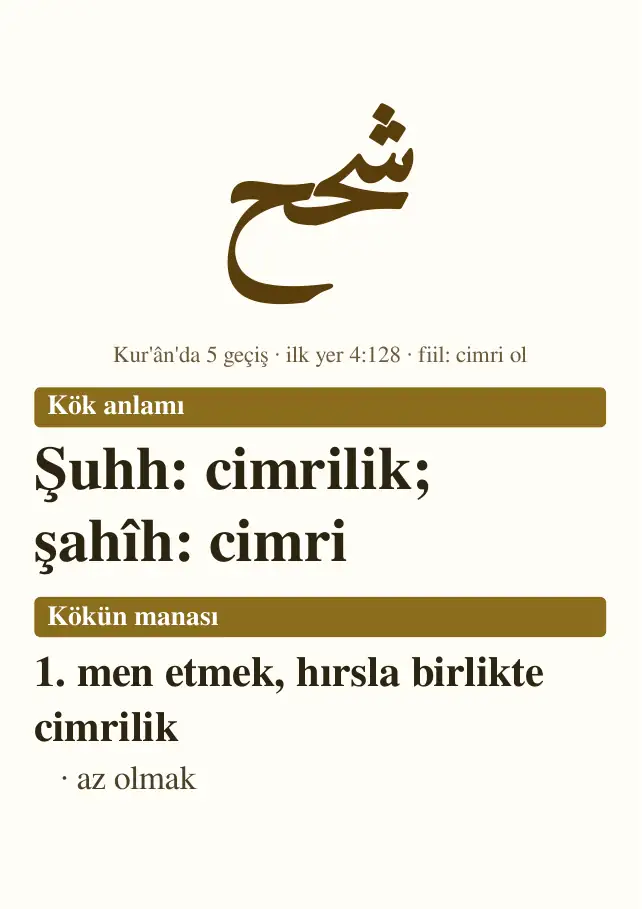 شحح
Kur'ân'da 5 geçiş · ilk yer 4:128 · fiil: cimri ol
Kök anlamı
Şuhh: cimrilik;
şahîh: cimri
Kökün manası
1. men etmek, hırsla birlikte
cimrilik
· az olmak